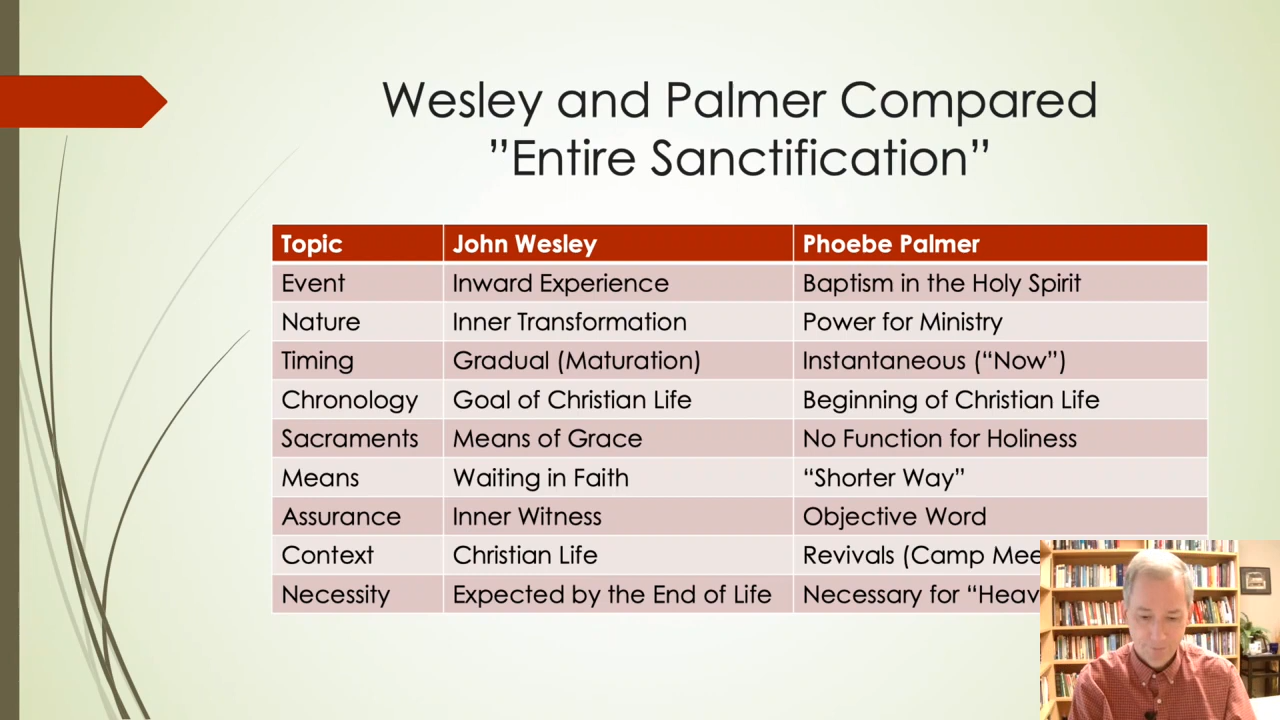 Wesley and Palmer Compared
”Entire Sanctification”
Topic John Wesley Phoebe Palmer
Event Inward Experience Baptism in the Holy Spirit
Nature Inner Transformation Power for Ministry
Timing Gradual (Maturation) Instantaneous (“Now”)
Chronology Goal of Christian Life Beginning of Christian Life
Sacraments Means of Grace No Function for Holiness
Means Waiting in Faith “Shorter Way”
Assurance Inner Witness Objective Word
Context Christian Life Revivals (Camp
Necessity Expected by the End of Life Necessary for